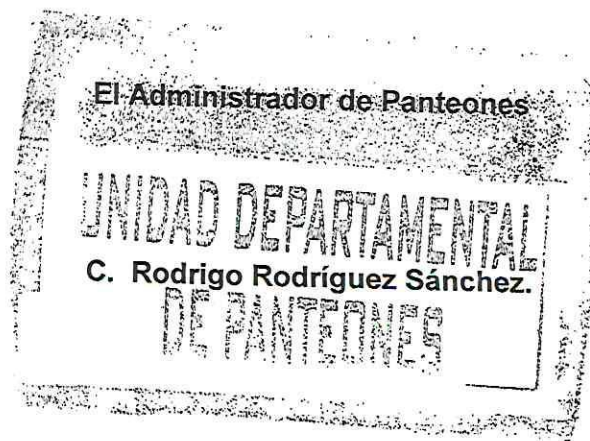 El Administrador de Panteones
UNIDAD DEPARTAMENTAL
C. Rodrigo Rodríguez Sánchez.
DE PANTEONES